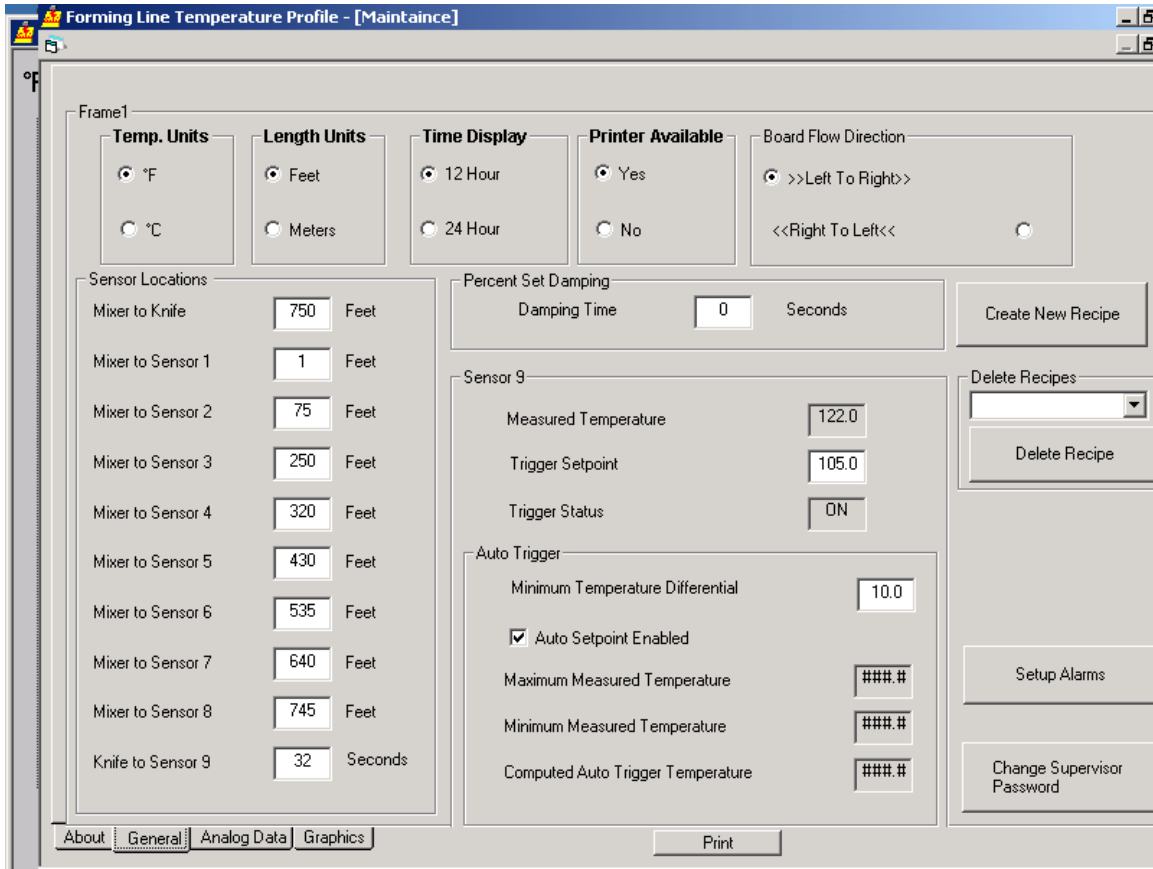 Forming Line Temperature Profile - [Maintaince]
°F
Frame1
Temp. Units
°F
°C
Length Units
Feet
Meters
Time Display
12 Hour
24 Hour
Printer Available
Yes
No
Board Flow Direction
>>Left To Right>>
<<Right To Left<<
Sensor Locations
Mixer to Knife 750 Feet
Mixer to Sensor 1 1 Feet
Mixer to Sensor 2 75 Feet
Mixer to Sensor 3 250 Feet
Mixer to Sensor 4 320 Feet
Mixer to Sensor 5 430 Feet
Mixer to Sensor 6 535 Feet
Mixer to Sensor 7 640 Feet
Mixer to Sensor 8 745 Feet
Knife to Sensor 9 32 Seconds
Percent Set Damping
Damping Time 0 Seconds
Sensor 9
Measured Temperature 122.0
Trigger Setpoint 105.0
Trigger Status ON
Auto Trigger
Minimum Temperature Differential 10.0
Auto Setpoint Enabled
Maximum Measured Temperature ###.#
Minimum Measured Temperature ###.#
Computed Auto Trigger Temperature ###.#
Create New Recipe
Delete Recipes
Delete Recipe
Setup Alarms
Change Supervisor
Password
About General Analog Data Graphics
Print